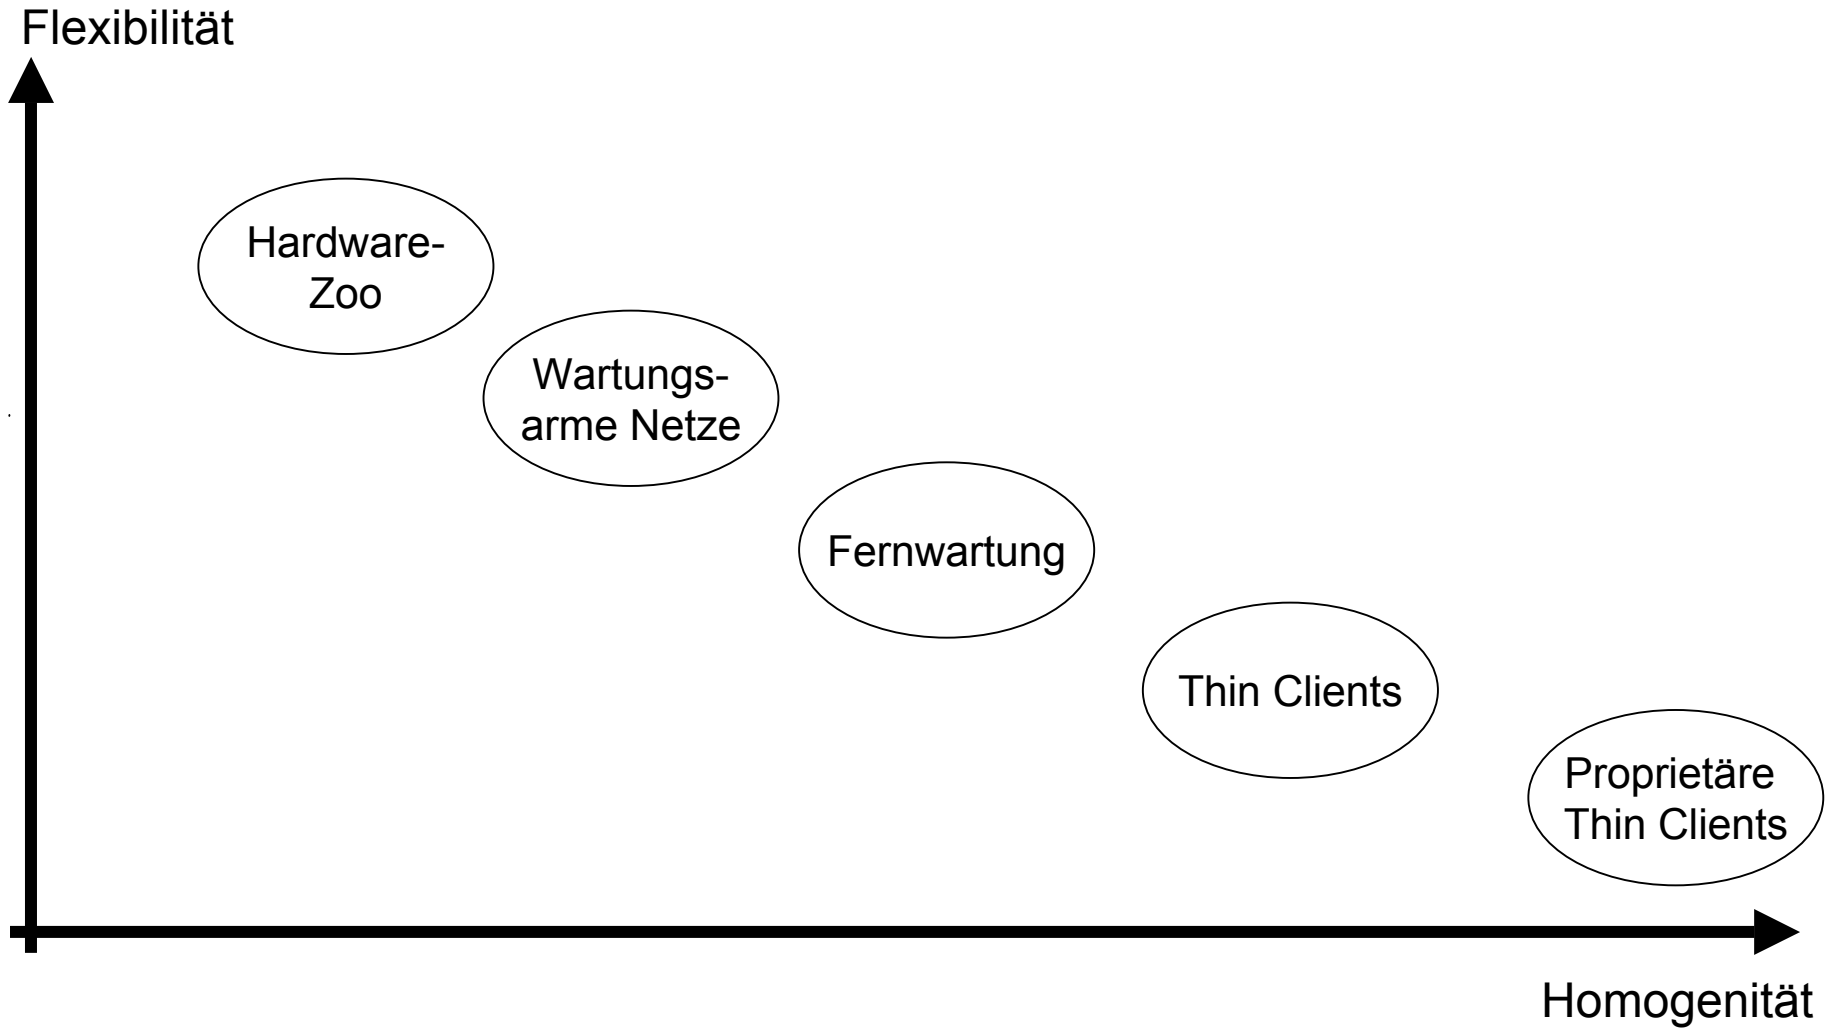 Flexibilität
Hardware-
Zoo
Wartungs-
arme Netze
Fernwartung
Thin Clients
Proprietäre
Thin Clients
Homogenität